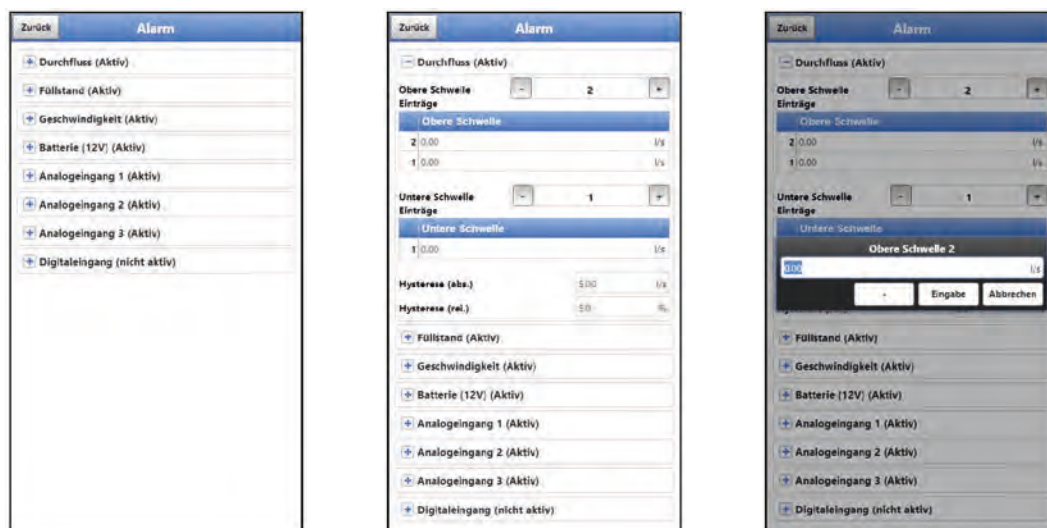 Zurück Alarm
Durchfluss (Aktiv)
Füllstand (Aktiv)
Geschwindigkeit (Aktiv)
Batterie (12V) (Aktiv)
Analogeingang 1 (Aktiv)
Analogeingang 2 (Aktiv)
Analogeingang 3 (Aktiv)
Digitaleingang (nicht aktiv)
Zurück Alarm
Durchfluss (Aktiv)
Obere Schwelle - 2 +
Einträge
Obere Schwelle
2 0.00 l/s
1 0.00 l/s
Untere Schwelle - 1 +
Einträge
Untere Schwelle
1 0.00 l/s
Hysterese (abs.) 5.00 l/s
Hysterese (rel.) 5.0 %
Füllstand (Aktiv)
Geschwindigkeit (Aktiv)
Batterie (12V) (Aktiv)
Analogeingang 1 (Aktiv)
Analogeingang 2 (Aktiv)
Analogeingang 3 (Aktiv)
Digitaleingang (nicht aktiv)
Zurück Alarm
Durchfluss (Aktiv)
Obere Schwelle - 2 +
Einträge
Obere Schwelle
2 0.00 l/s
1 0.00 l/s
Untere Schwelle - 1 +
Einträge
Untere Schwelle
Obere Schwelle 2
0.00 l/s
Eingabe Abbrechen
Füllstand (Aktiv)
Geschwindigkeit (Aktiv)
Batterie (12V) (Aktiv)
Analogeingang 1 (Aktiv)
Analogeingang 2 (Aktiv)
Analogeingang 3 (Aktiv)
Digitaleingang (nicht aktiv)